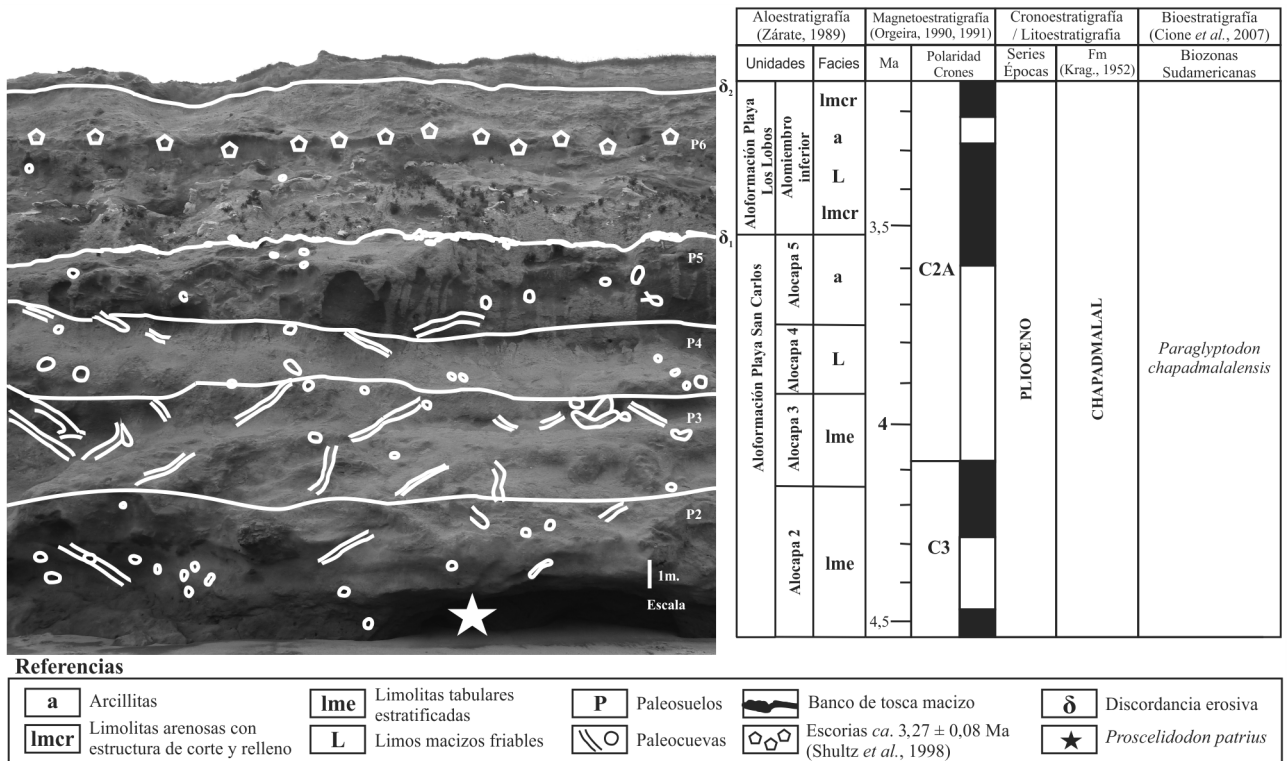 δ2
P6
δ1
P5
P4
P3
P2
1m.
Escala
Aloestratigrafía
(Zárate, 1989)
Magnetoestratigrafía
(Orgeira, 1990, 1991)
Cronoestratigrafía
/ Litoestratigrafía
Bioestratigrafía
(Cione et al., 2007)
Unidades
Facies
Ma
Polaridad
Crones
Series
Épocas
Fm
(Krag., 1952)
Biozonas
Sudamericanas
Aloformación Playa
Los Lobos
Alomiembro
inferior
lmcr
a
L
lmcr
Aloformación Playa San Carlos
Alocapa 5
a
Alocapa 4
L
Alocapa 3
lme
Alocapa 2
lme
3,5
4
4,5
C2A
C3
PLIOCENO
CHAPADMALAL
Paraglyptodon
chapadmalalensis
Referencias
a
Arcillitas
lmcr
Limolitas arenosas con
estructura de corte y relleno
lme
Limolitas tabulares
estratificadas
L
Limos macizos friables
P
Paleosuelos
Paleocuevas
Banco de tosca macizo
Escorias ca. 3,27 ± 0,08 Ma
(Shultz et al., 1998)
δ
Discordancia erosiva
Proscelidodon patrius